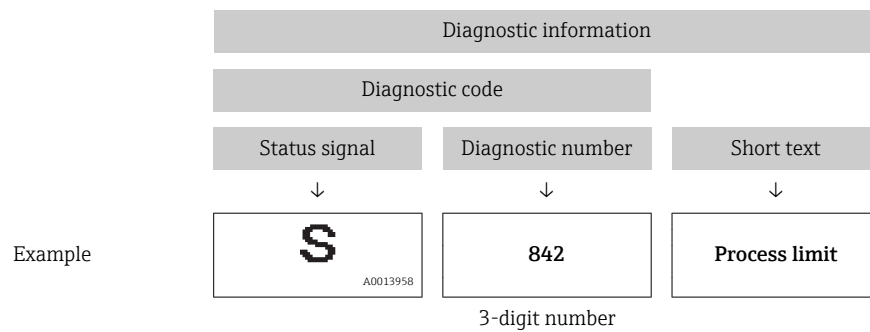 Diagnostic information
Diagnostic code
Status signal Diagnostic number Short text
↓ ↓ ↓
Example S 842 Process limit
A0013958
3-digit number